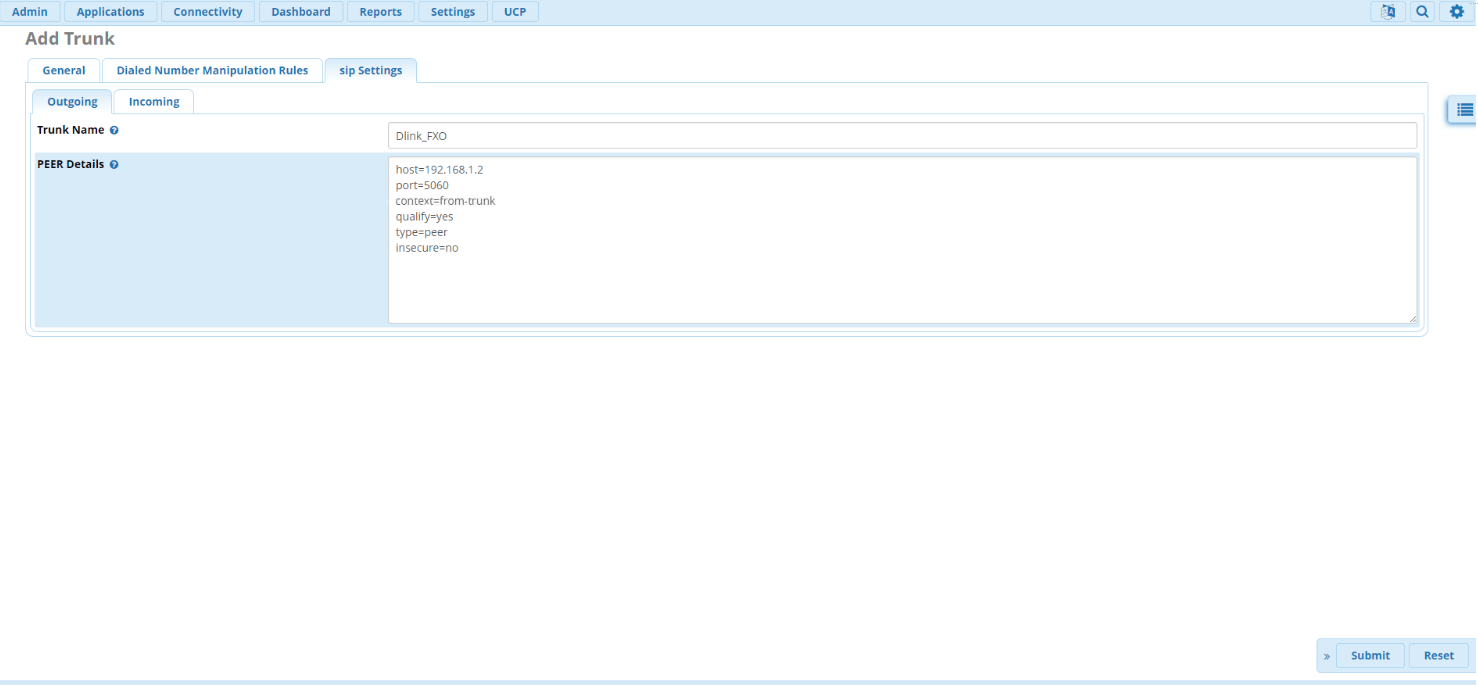 Admin Applications Connectivity Dashboard Reports Settings UCP
Add Trunk
General Dialed Number Manipulation Rules sip Settings
Outgoing Incoming
Trunk Name
Dlink_FXO
PEER Details
host=192.168.1.2
port=5060
context=from-trunk
qualify=yes
type=peer
insecure=no
» Submit Reset